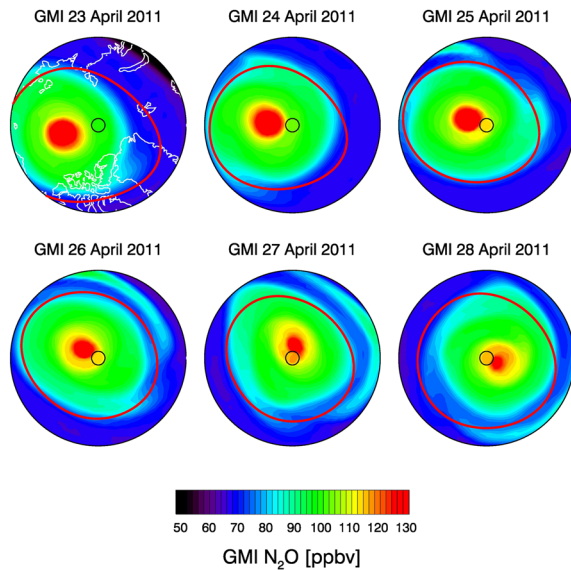 GMI 23 April 2011
GMI 24 April 2011
GMI 25 April 2011
GMI 26 April 2011
GMI 27 April 2011
GMI 28 April 2011
50 60 70 80 90 100 110 120 130
GMI N₂O [ppbv]